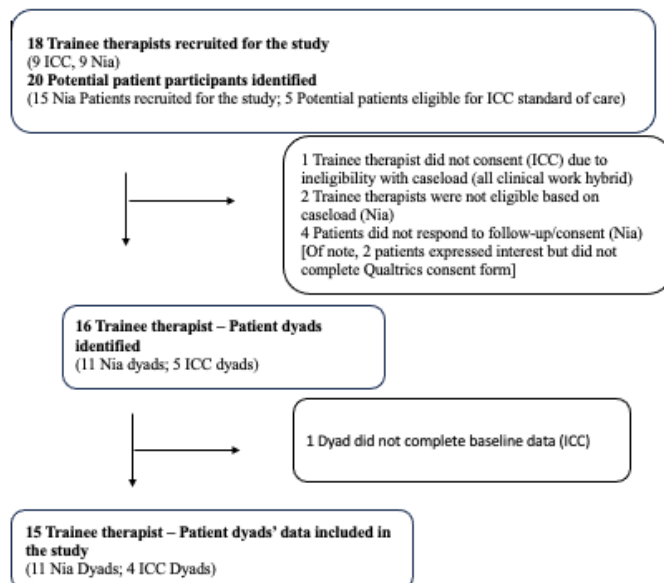 18 Trainee therapists recruited for the study
(9 ICC, 9 Nia)
20 Potential patient participants identified
(15 Nia Patients recruited for the study; 5 Potential patients eligible for ICC standard of care)
1 Trainee therapist did not consent (ICC) due to
ineligibility with caseload (all clinical work hybrid)
2 Trainee therapists were not eligible based on
caseload (Nia)
4 Patients did not respond to follow-up/consent (Nia)
[Of note, 2 patients expressed interest but did not
complete Qualtrics consent form]
16 Trainee therapist – Patient dyads
identified
(11 Nia dyads; 5 ICC dyads)
1 Dyad did not complete baseline data (ICC)
15 Trainee therapist – Patient dyads’ data included in
the study
(11 Nia Dyads; 4 ICC Dyads)